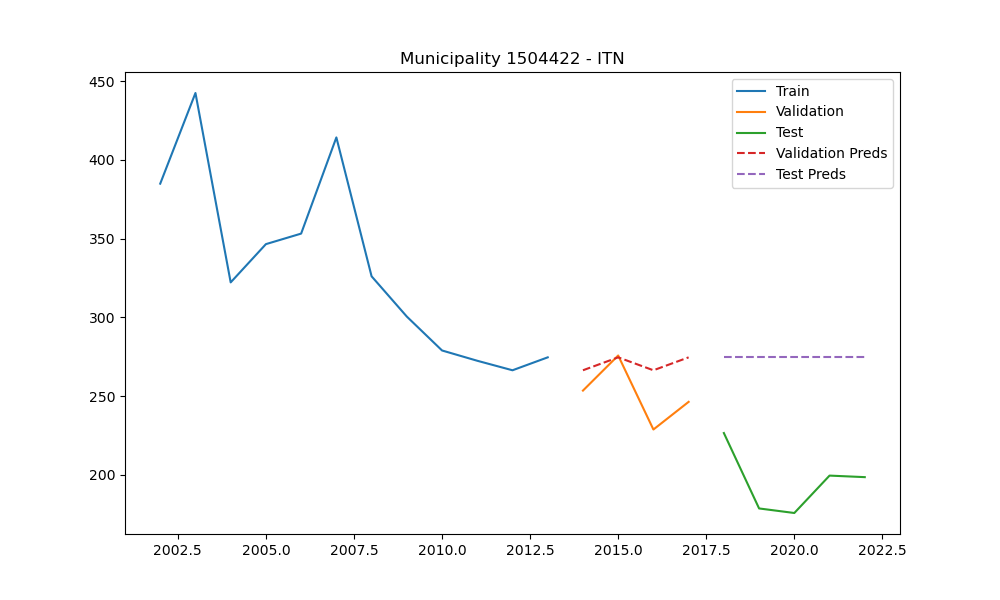 Municipality 1504422 - ITN
450
400
350
300
250
200
2002.5 2005.0 2007.5 2010.0 2012.5 2015.0 2017.5 2020.0 2022.5
Train
Validation
Test
Validation Preds
Test Preds